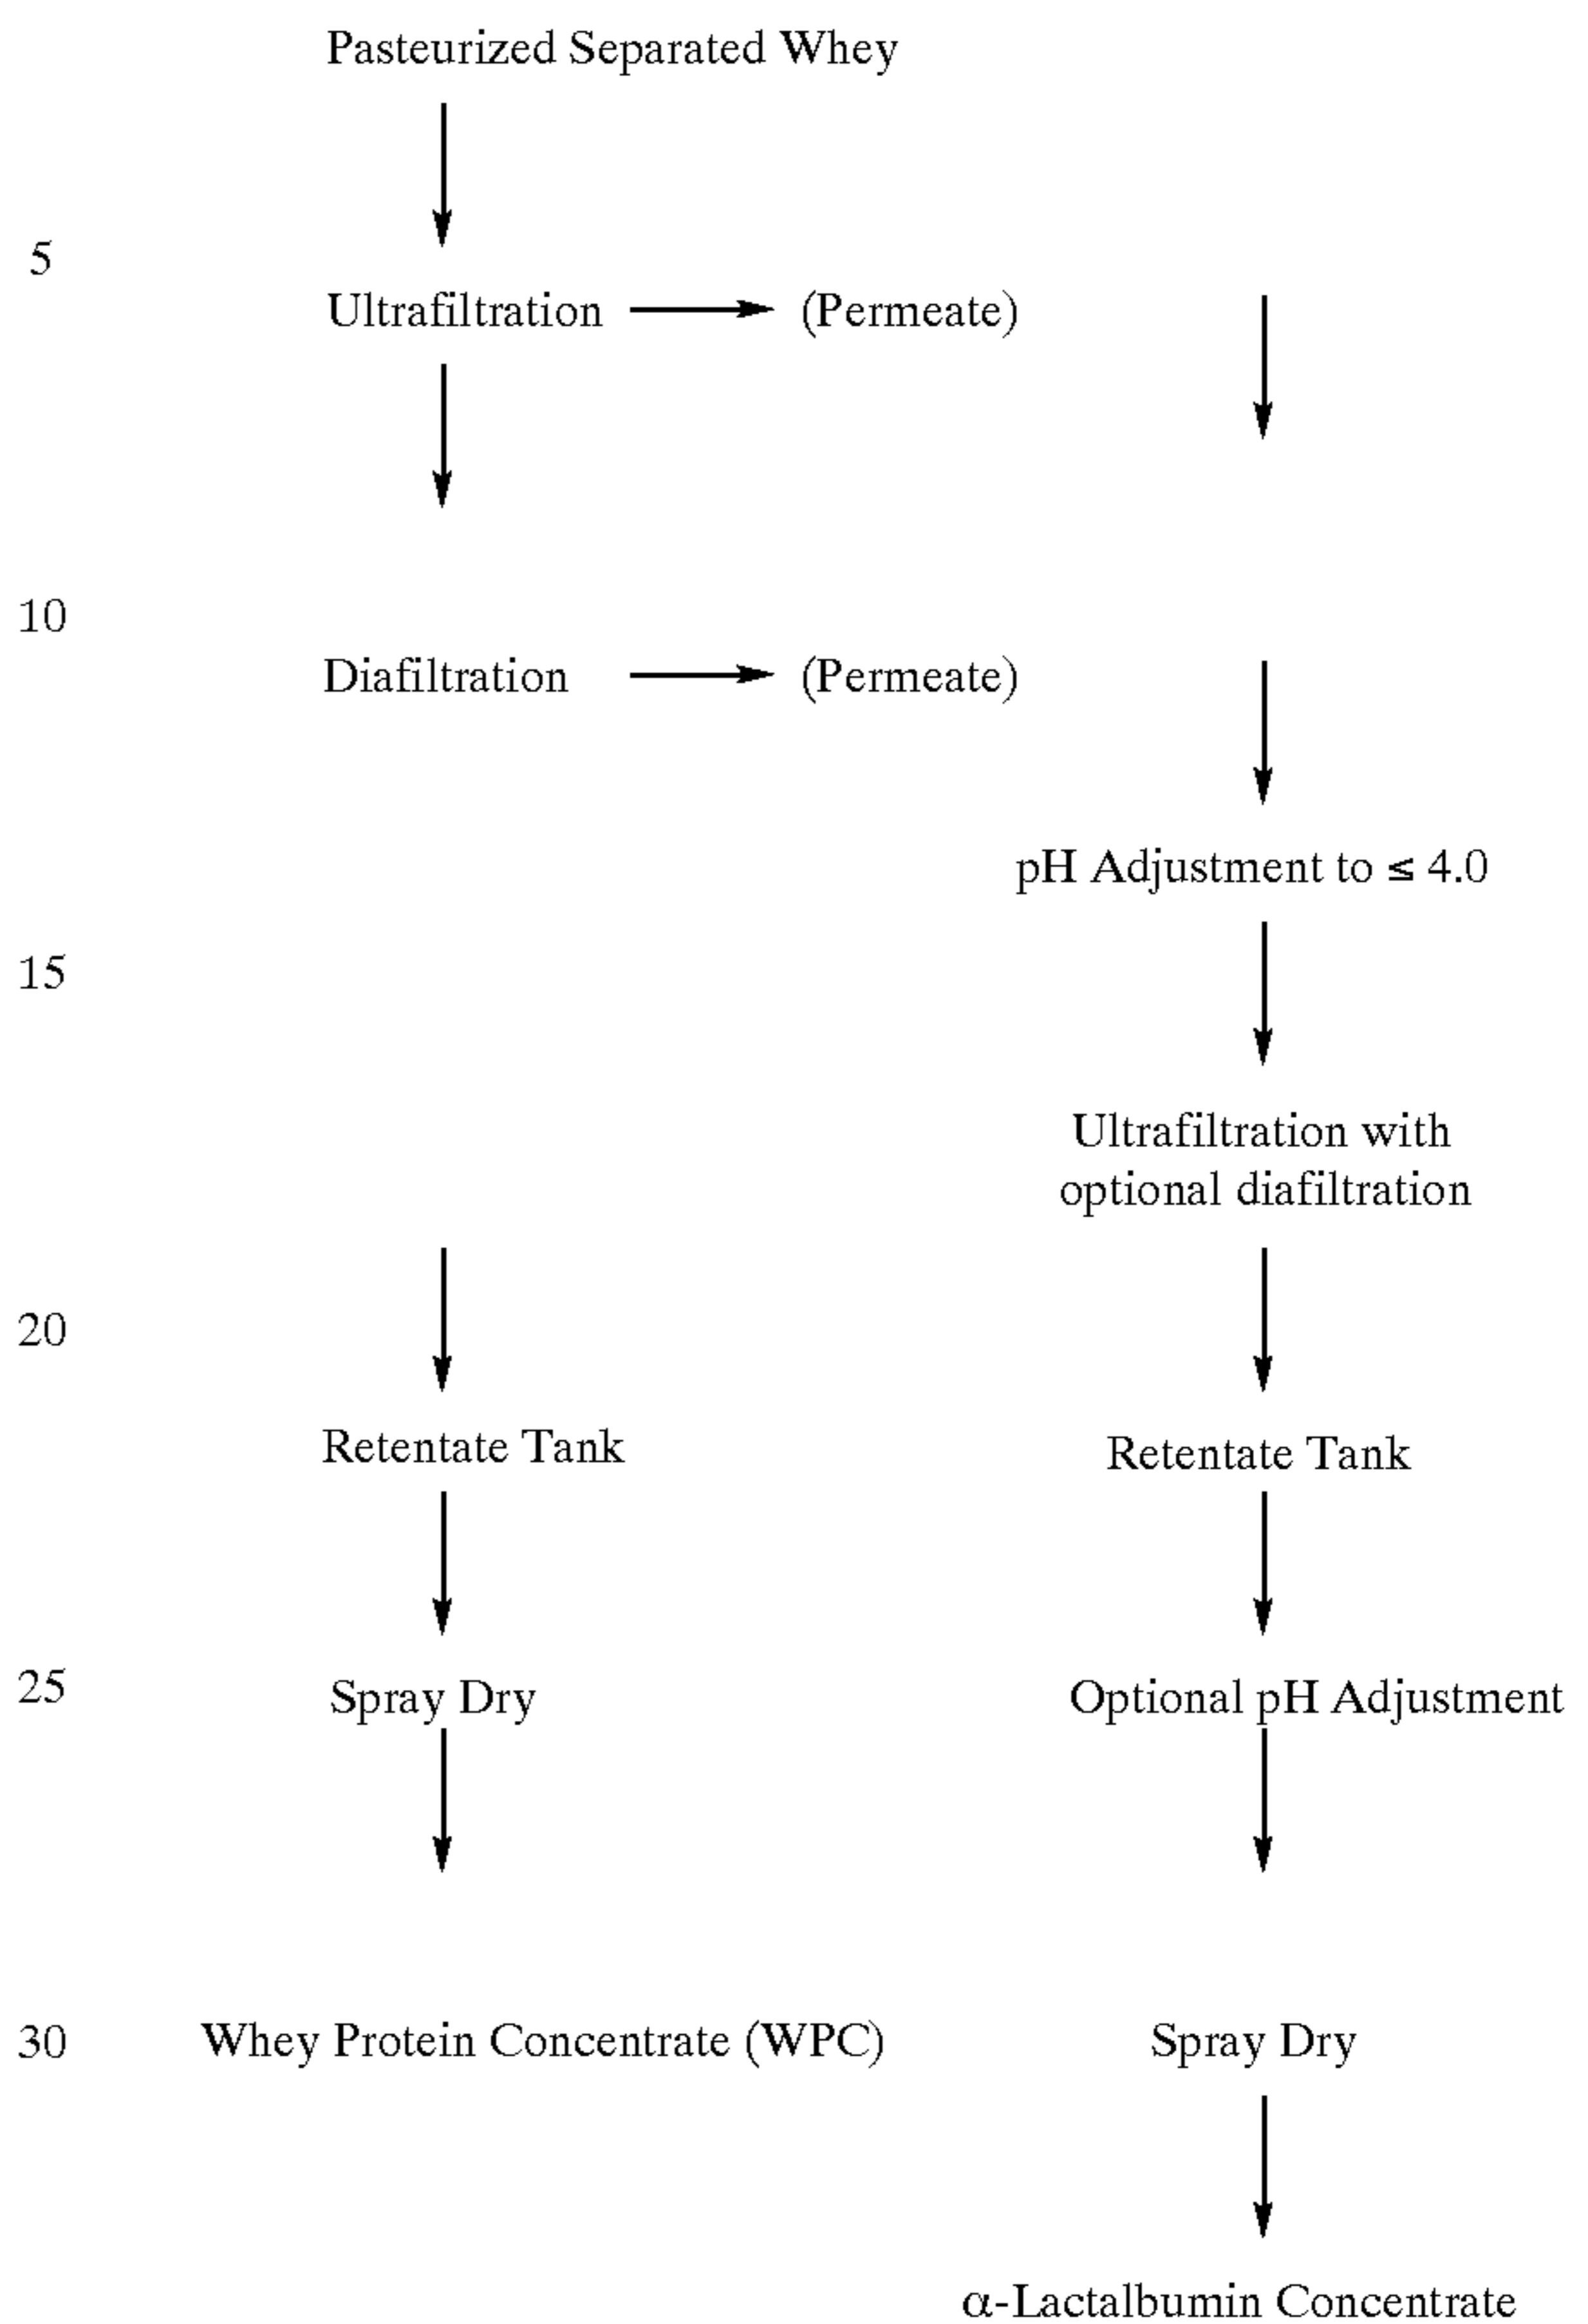 Pasteurized Separated Whey
5
Ultrafiltration (Permeate)
10
Diafiltration (Permeate)
pH Adjustment to ≤ 4.0
15
Ultrafiltration with
optional diafiltration
20
Retentate Tank Retentate Tank
25 Spray Dry Optional pH Adjustment
30 Whey Protein Concentrate (WPC) Spray Dry
α-Lactalbumin Concentrate